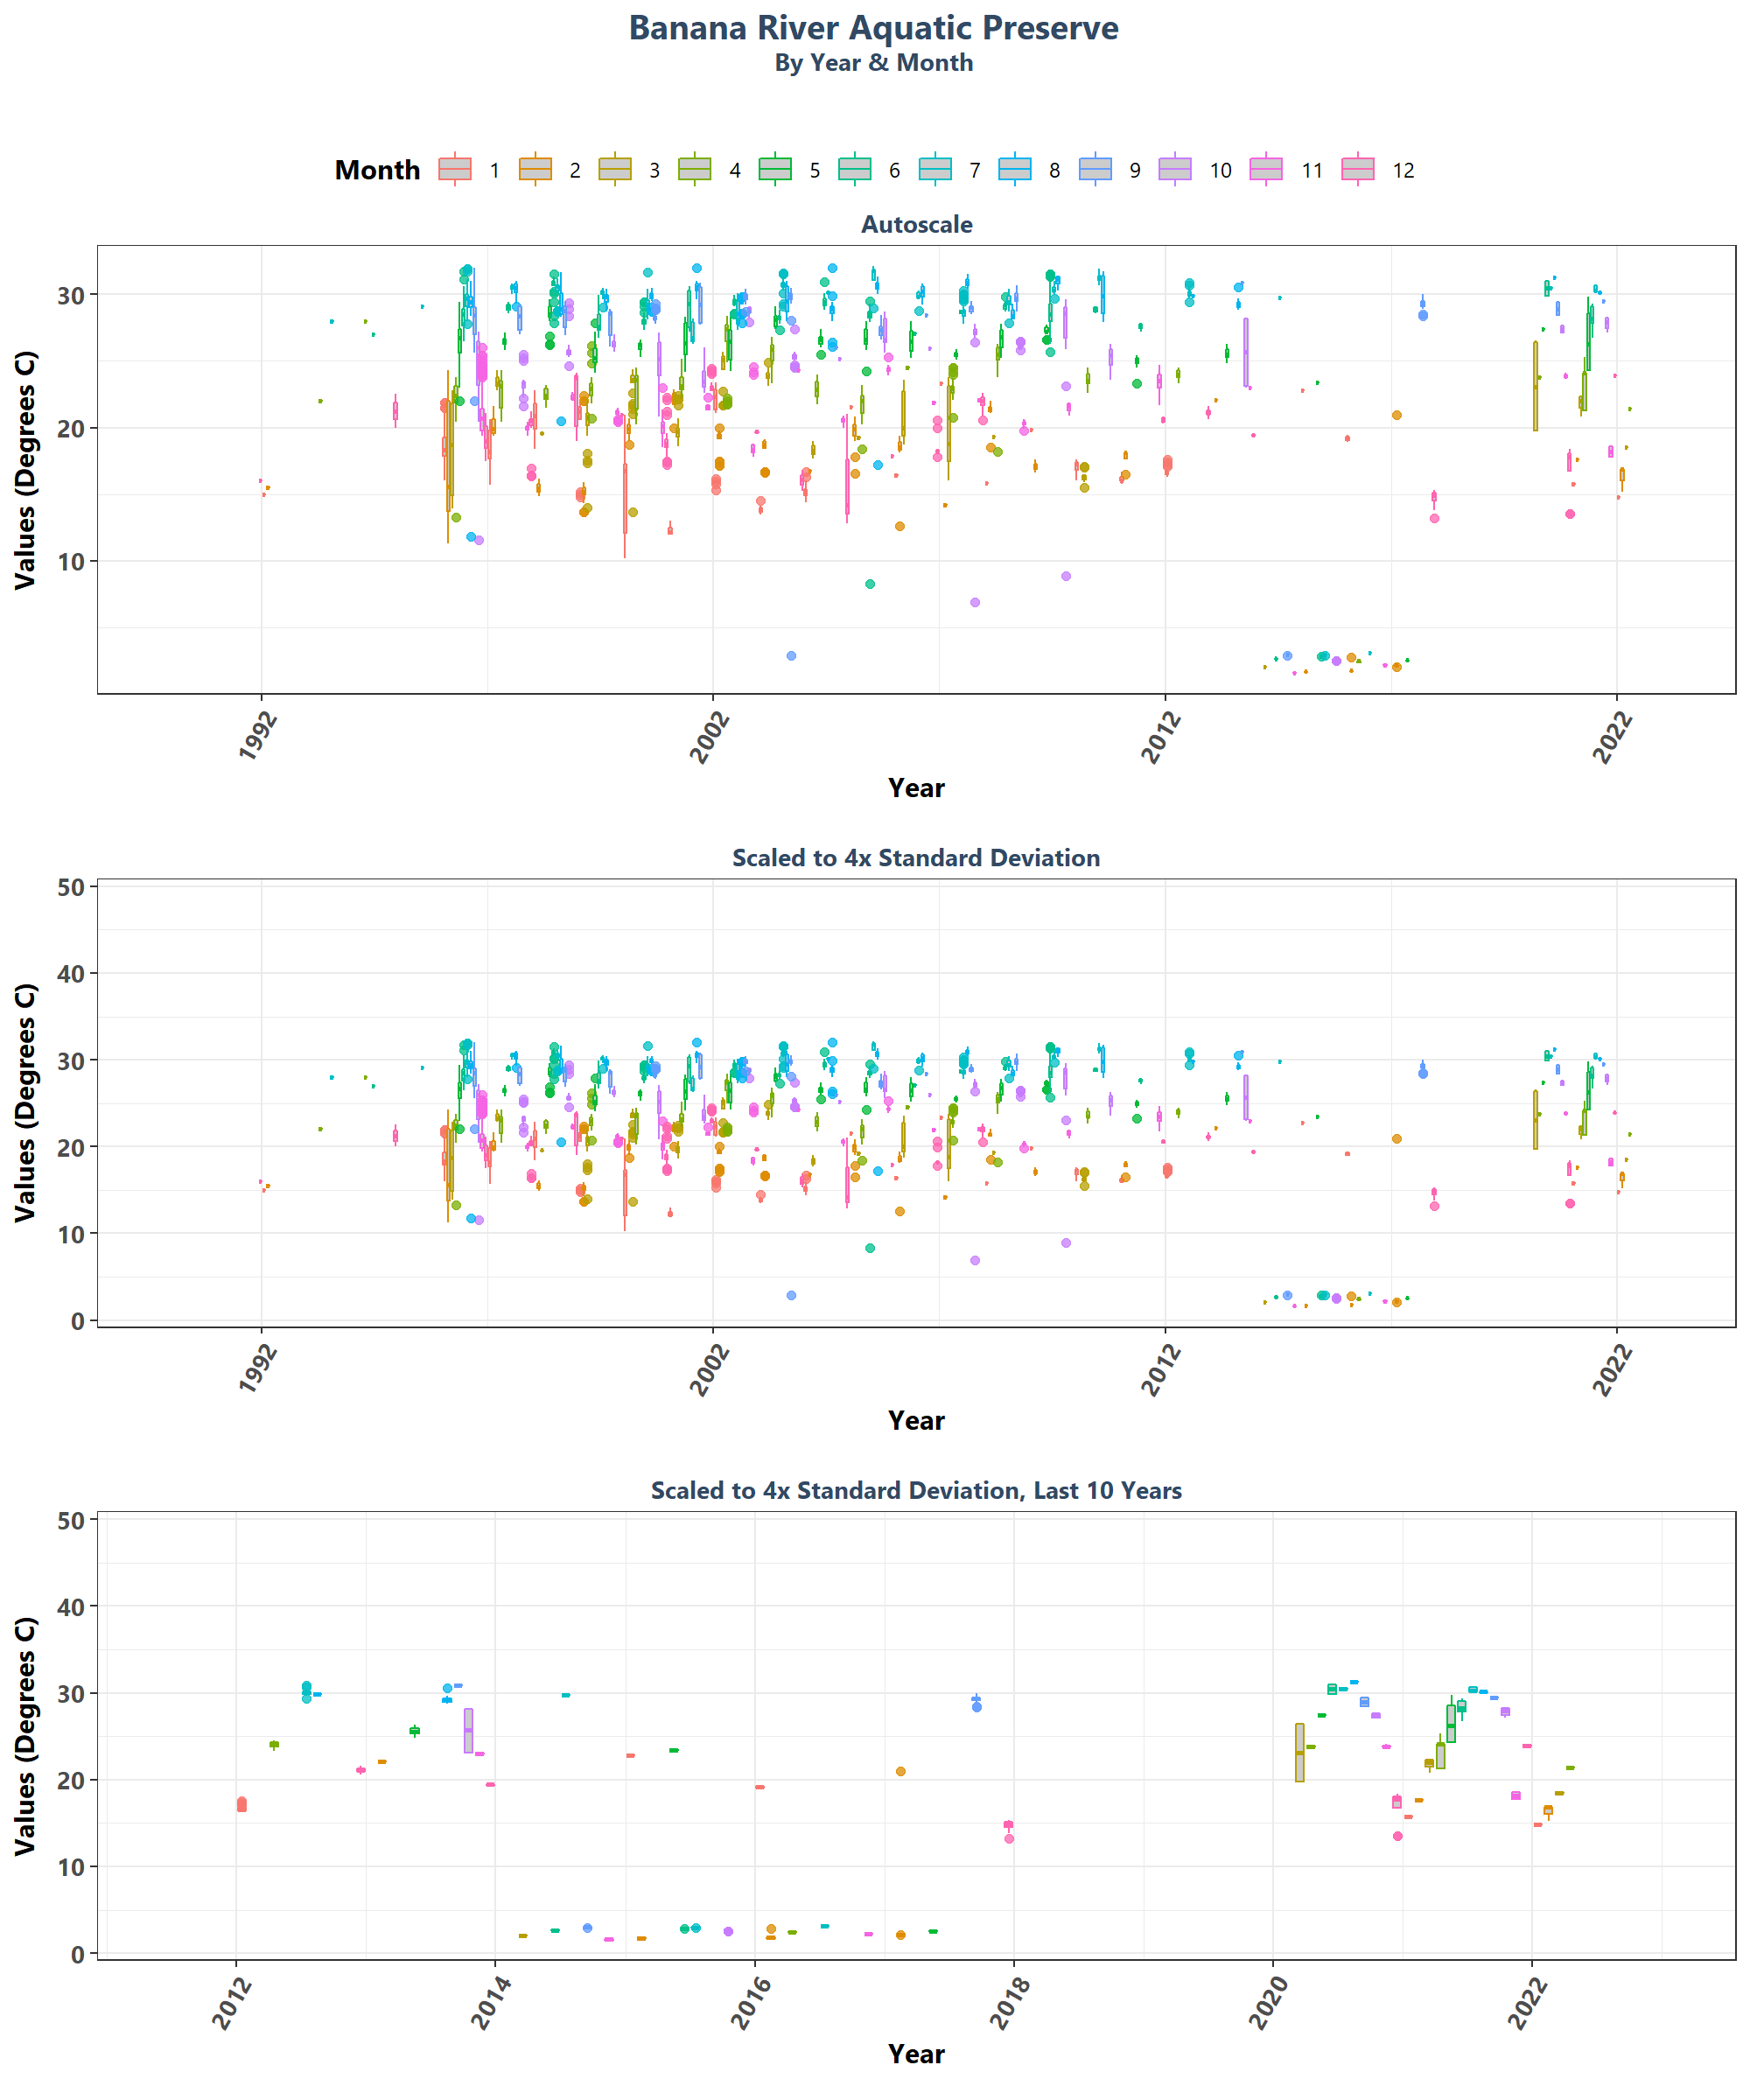 Banana River Aquatic Preserve
By Year & Month
Month 1 2 3 4 5 6 7 8 9 10 11 12
Autoscale
Values (Degrees C)
30
20
10
1992 2002 2012 2022
Year
Scaled to 4x Standard Deviation
Values (Degrees C)
50
40
30
20
10
0
1992 2002 2012 2022
Year
Scaled to 4x Standard Deviation, Last 10 Years
Values (Degrees C)
50
40
30
20
10
0
2012 2014 2016 2018 2020 2022
Year